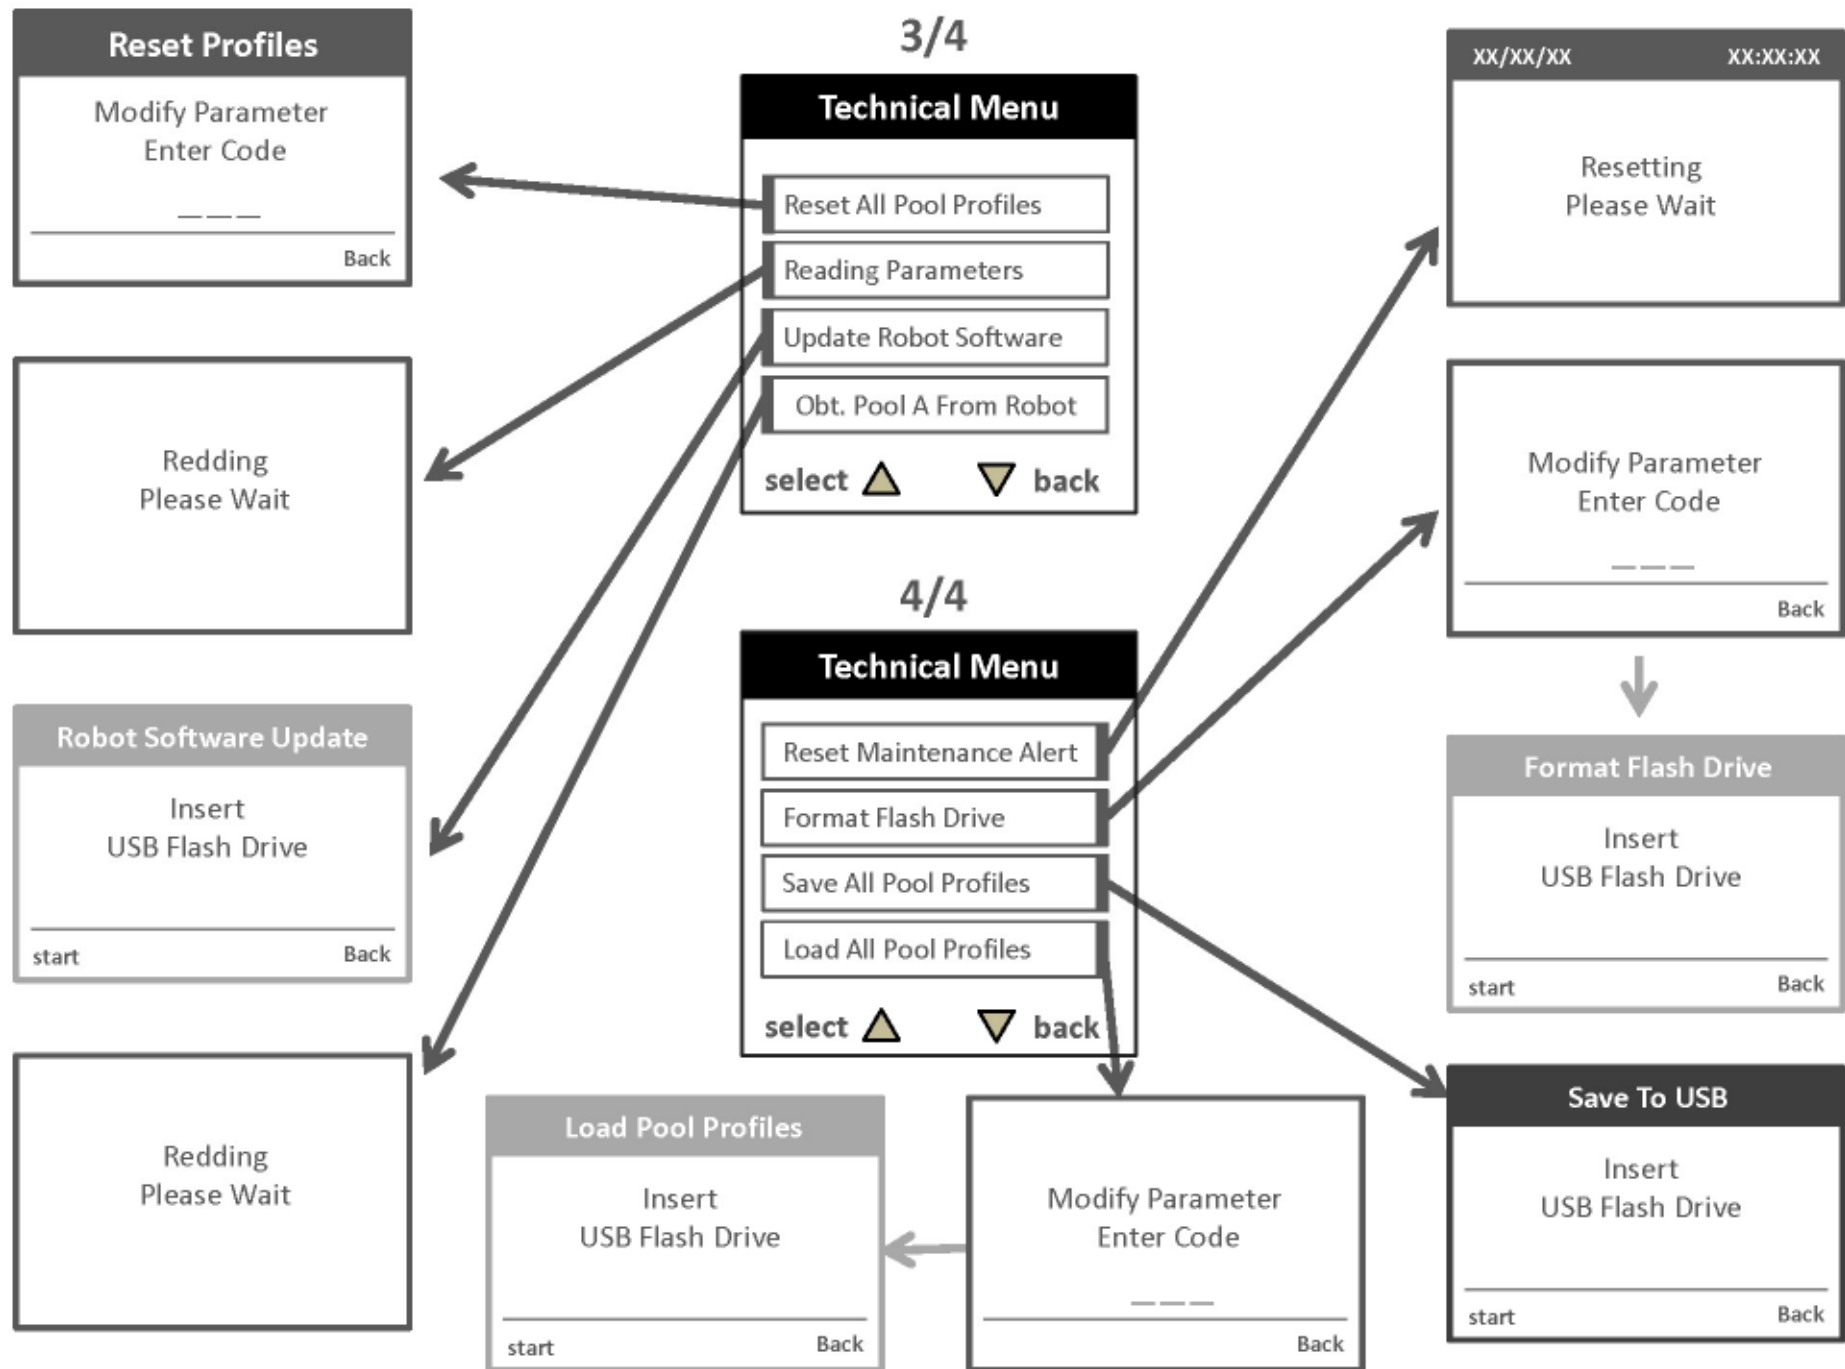 Reset Profiles
Modify Parameter
Enter Code
_ _ _
Back
Redding
Please Wait
Robot Software Update
Insert
USB Flash Drive
start Back
Redding
Please Wait
3/4
Technical Menu
Reset All Pool Profiles
Reading Parameters
Update Robot Software
Obt. Pool A From Robot
select back
4/4
Technical Menu
Reset Maintenance Alert
Format Flash Drive
Save All Pool Profiles
Load All Pool Profiles
select back
Load Pool Profiles
Insert
USB Flash Drive
start Back
Modify Parameter
Enter Code
_ _ _
Back
XX/XX/XX XX:XX:XX
Resetting
Please Wait
Modify Parameter
Enter Code
_ _ _
Back
Format Flash Drive
Insert
USB Flash Drive
start Back
Save To USB
Insert
USB Flash Drive
start Back